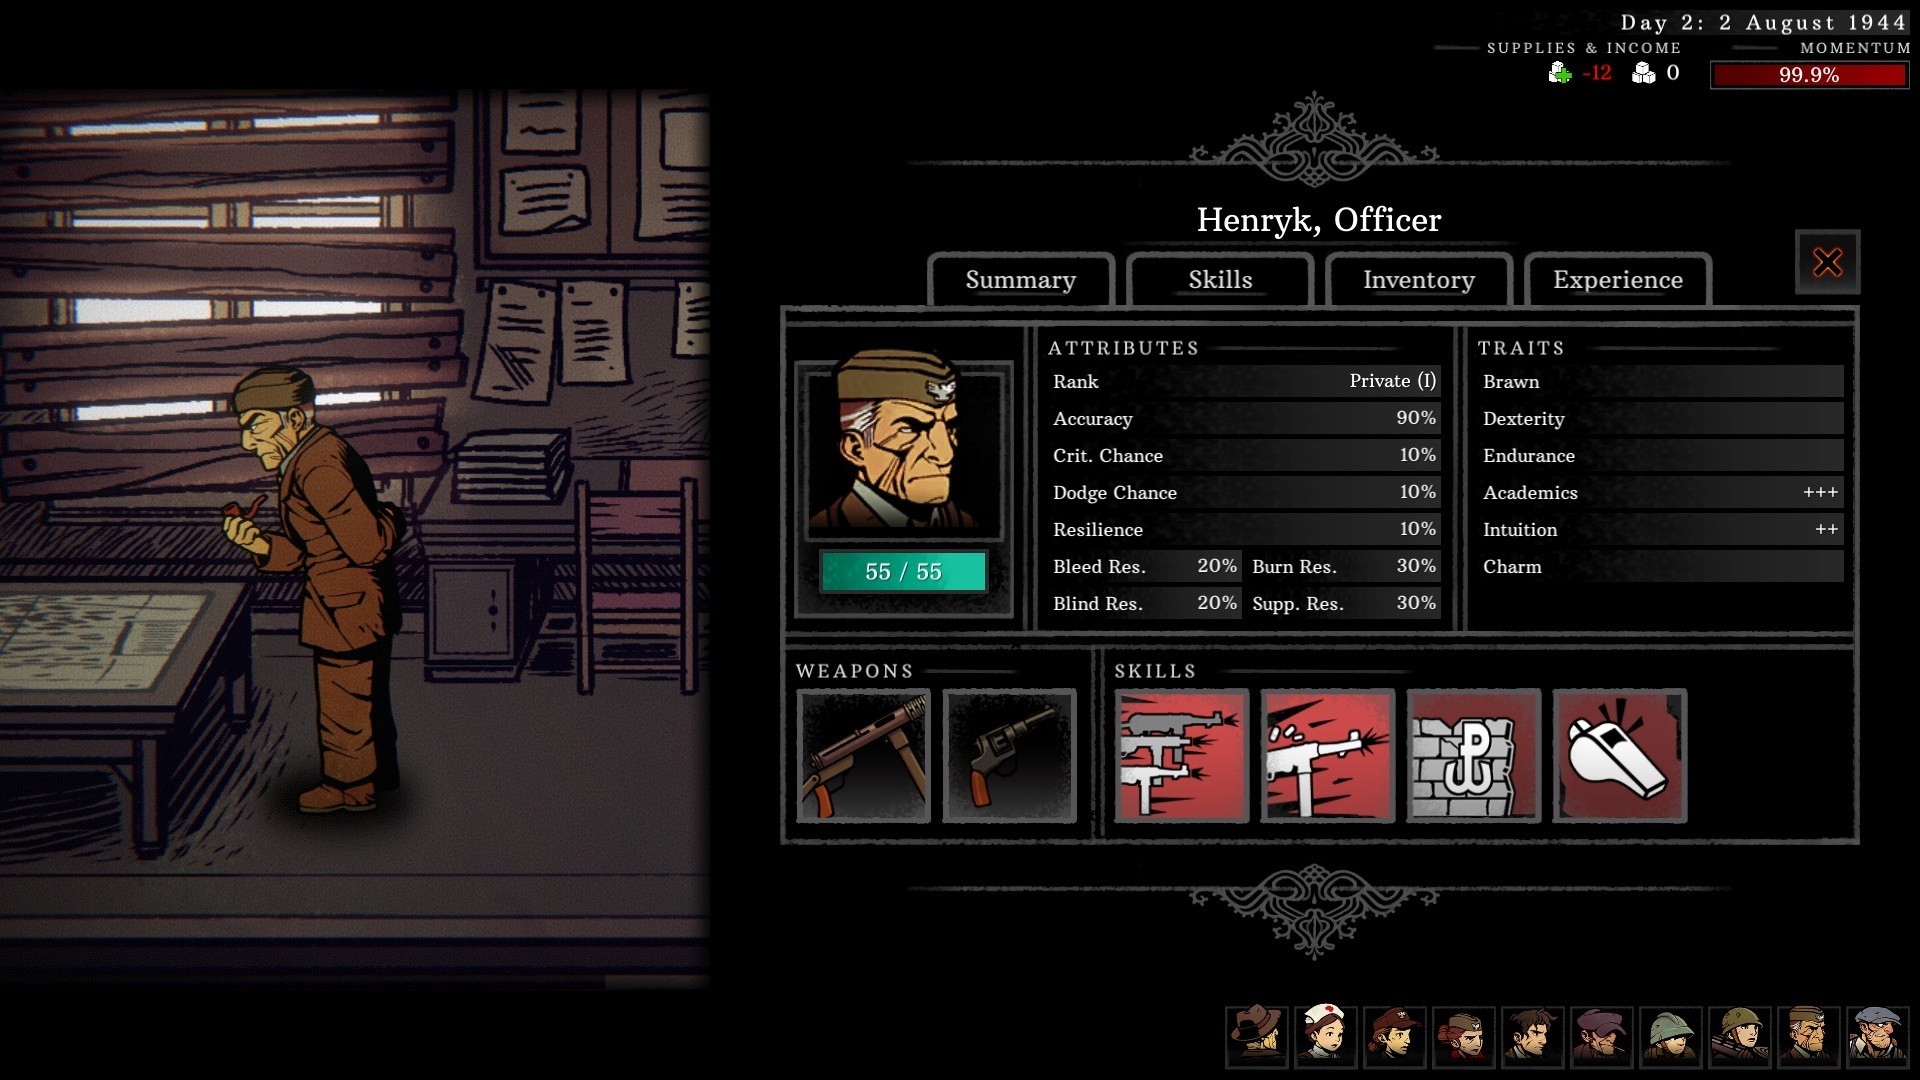 Day 2: 2 August 1944
SUPPLIES & INCOME MOMENTUM
-12 0 99.9%
Henryk, Officer
Summary Skills Inventory Experience
ATTRIBUTES
Rank Private (I)
Accuracy 90%
Crit. Chance 10%
Dodge Chance 10%
Resilience 10%
Bleed Res. 20% Burn Res. 30%
Blind Res. 20% Supp. Res. 30%
TRAITS
Brawn
Dexterity
Endurance
Academics +++
Intuition ++
Charm
55 / 55
WEAPONS
SKILLS